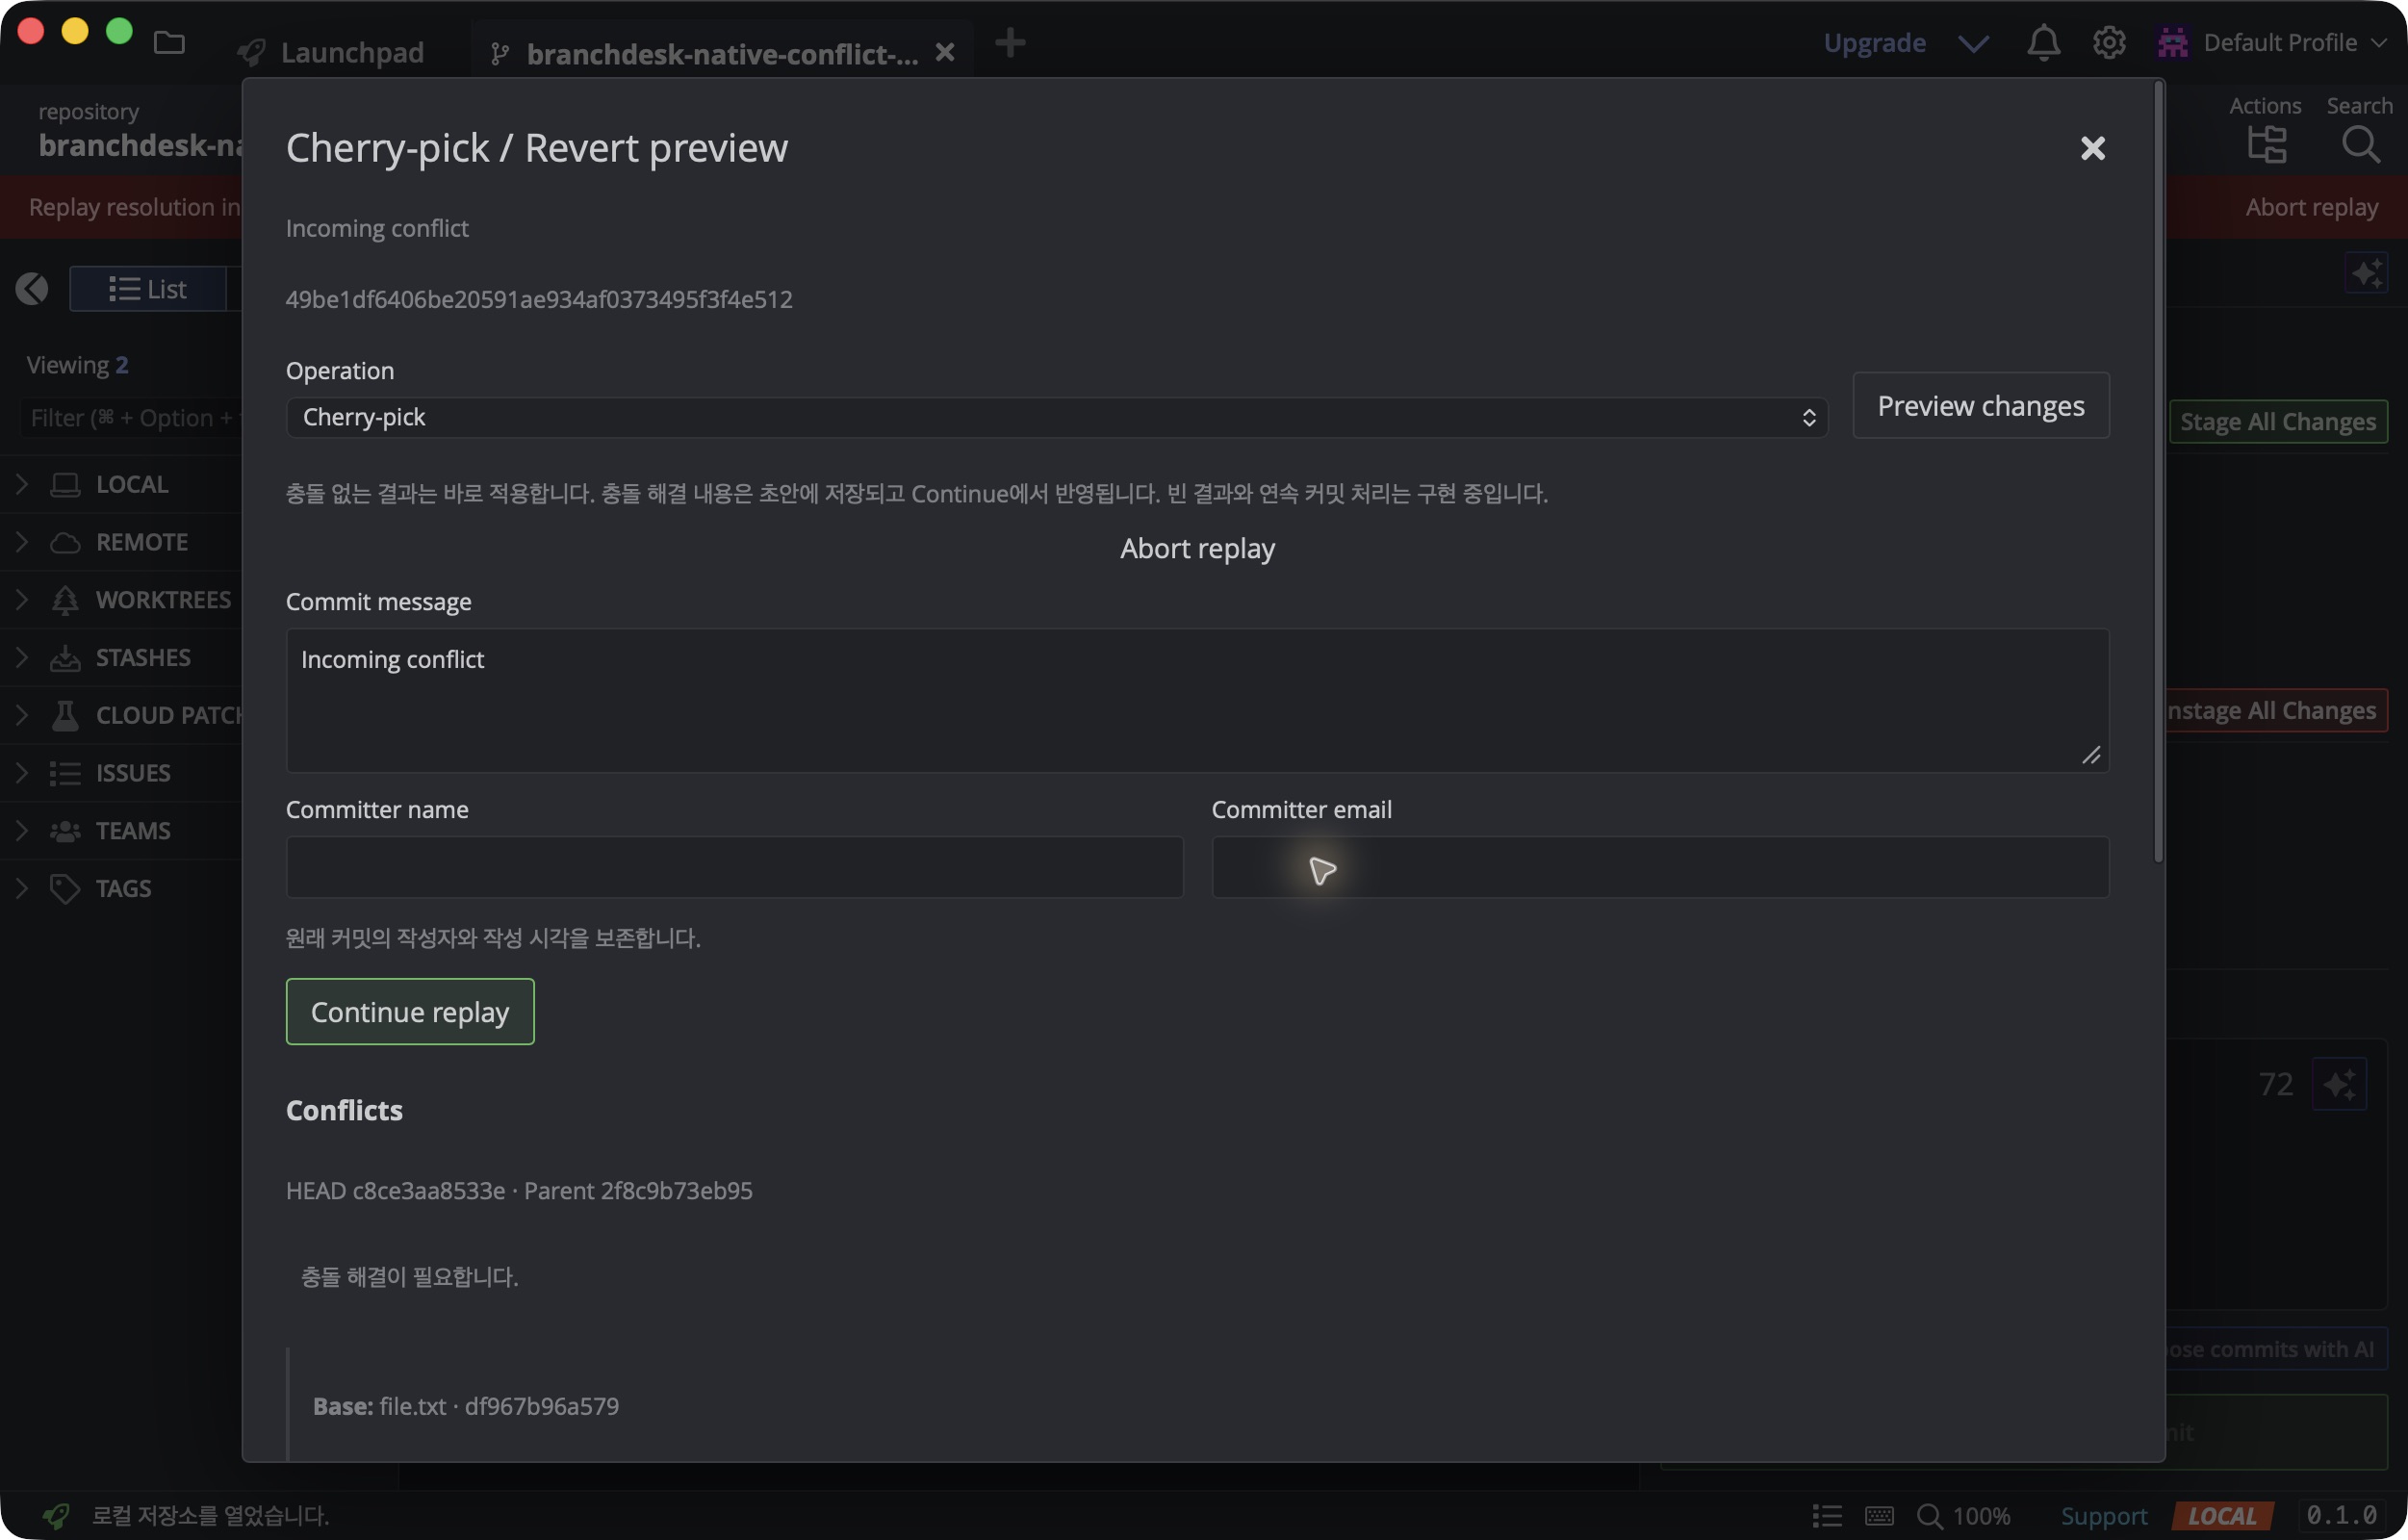 Launchpad
branchdesk-native-conflict-...
Upgrade
Default Profile
repository
branchdesk-na
Actions
Search
Replay resolution in
Abort replay
List
Viewing 2
Filter (⌘ + Option +
LOCAL
REMOTE
WORKTREES
STASHES
CLOUD PATCH
ISSUES
TEAMS
TAGS
Cherry-pick / Revert preview
Incoming conflict
49be1df6406be20591ae934af0373495f3f4e512
Operation
Cherry-pick
Preview changes
충돌 없는 결과는 바로 적용합니다. 충돌 해결 내용은 초안에 저장되고 Continue에서 반영됩니다. 빈 결과와 연속 커밋 처리는 구현 중입니다.
Abort replay
Commit message
Incoming conflict
Committer name
Committer email
원래 커밋의 작성자와 작성 시각을 보존합니다.
Continue replay
Conflicts
HEAD c8ce3aa8533e · Parent 2f8c9b73eb95
충돌 해결이 필요합니다.
Base: file.txt · df967b96a579
Stage All Changes
nstage All Changes
72
ose commits with AI
mit
로컬 저장소를 열었습니다.
100%
Support
LOCAL
0.1.0